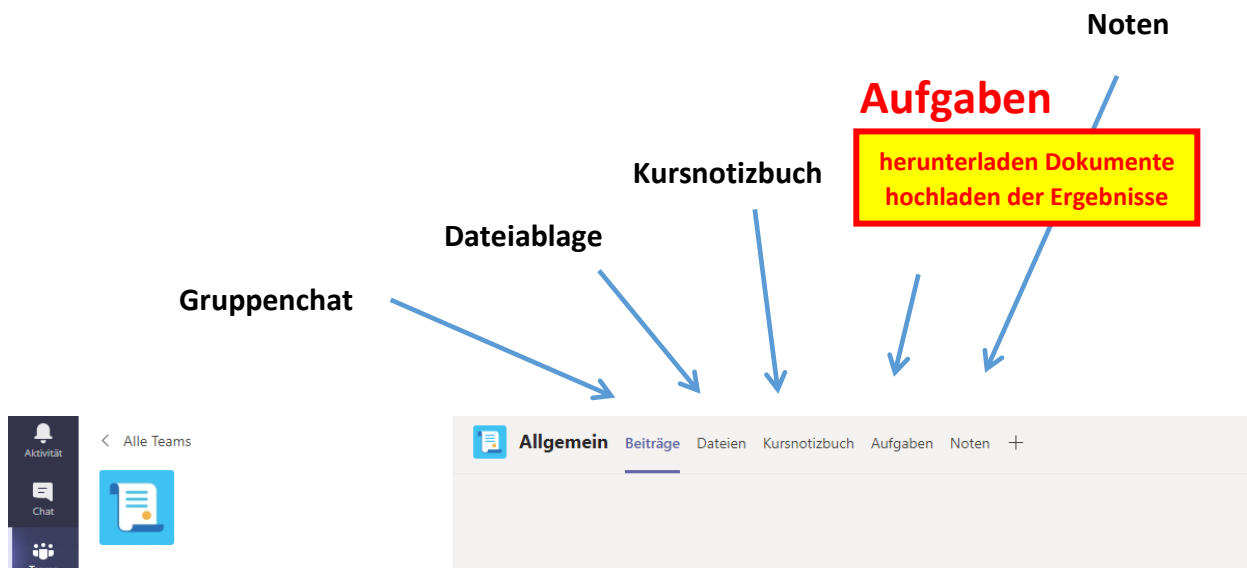 Noten
Aufgaben
herunterladen Dokumente
hochladen der Ergebnisse
Kursnotizbuch
Dateiablage
Gruppenchat
Aktivität
Alle Teams
Allgemein Beiträge Dateien Kursnotizbuch Aufgaben Noten +
Chat